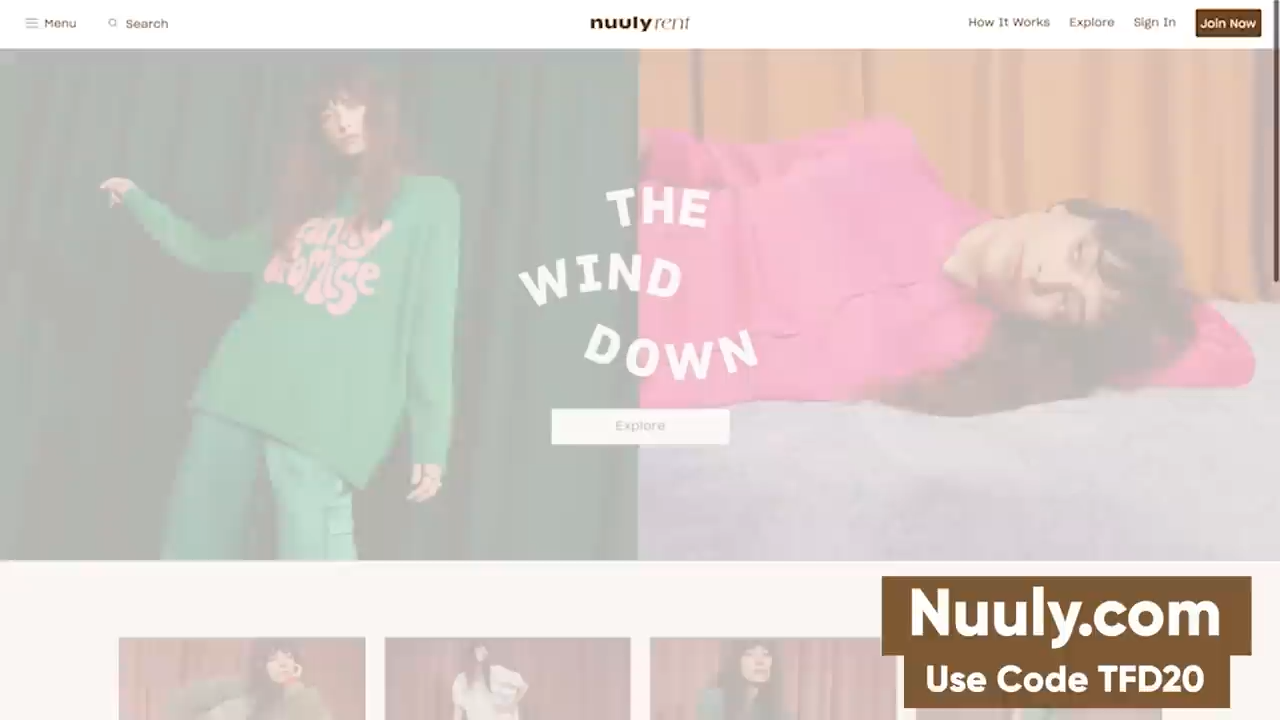 Menu
Search
nuuly rent
How It Works
Explore
Sign In
Join Now
THE
WIND
DOWN
Explore
Nuuly.com
Use Code TFD20